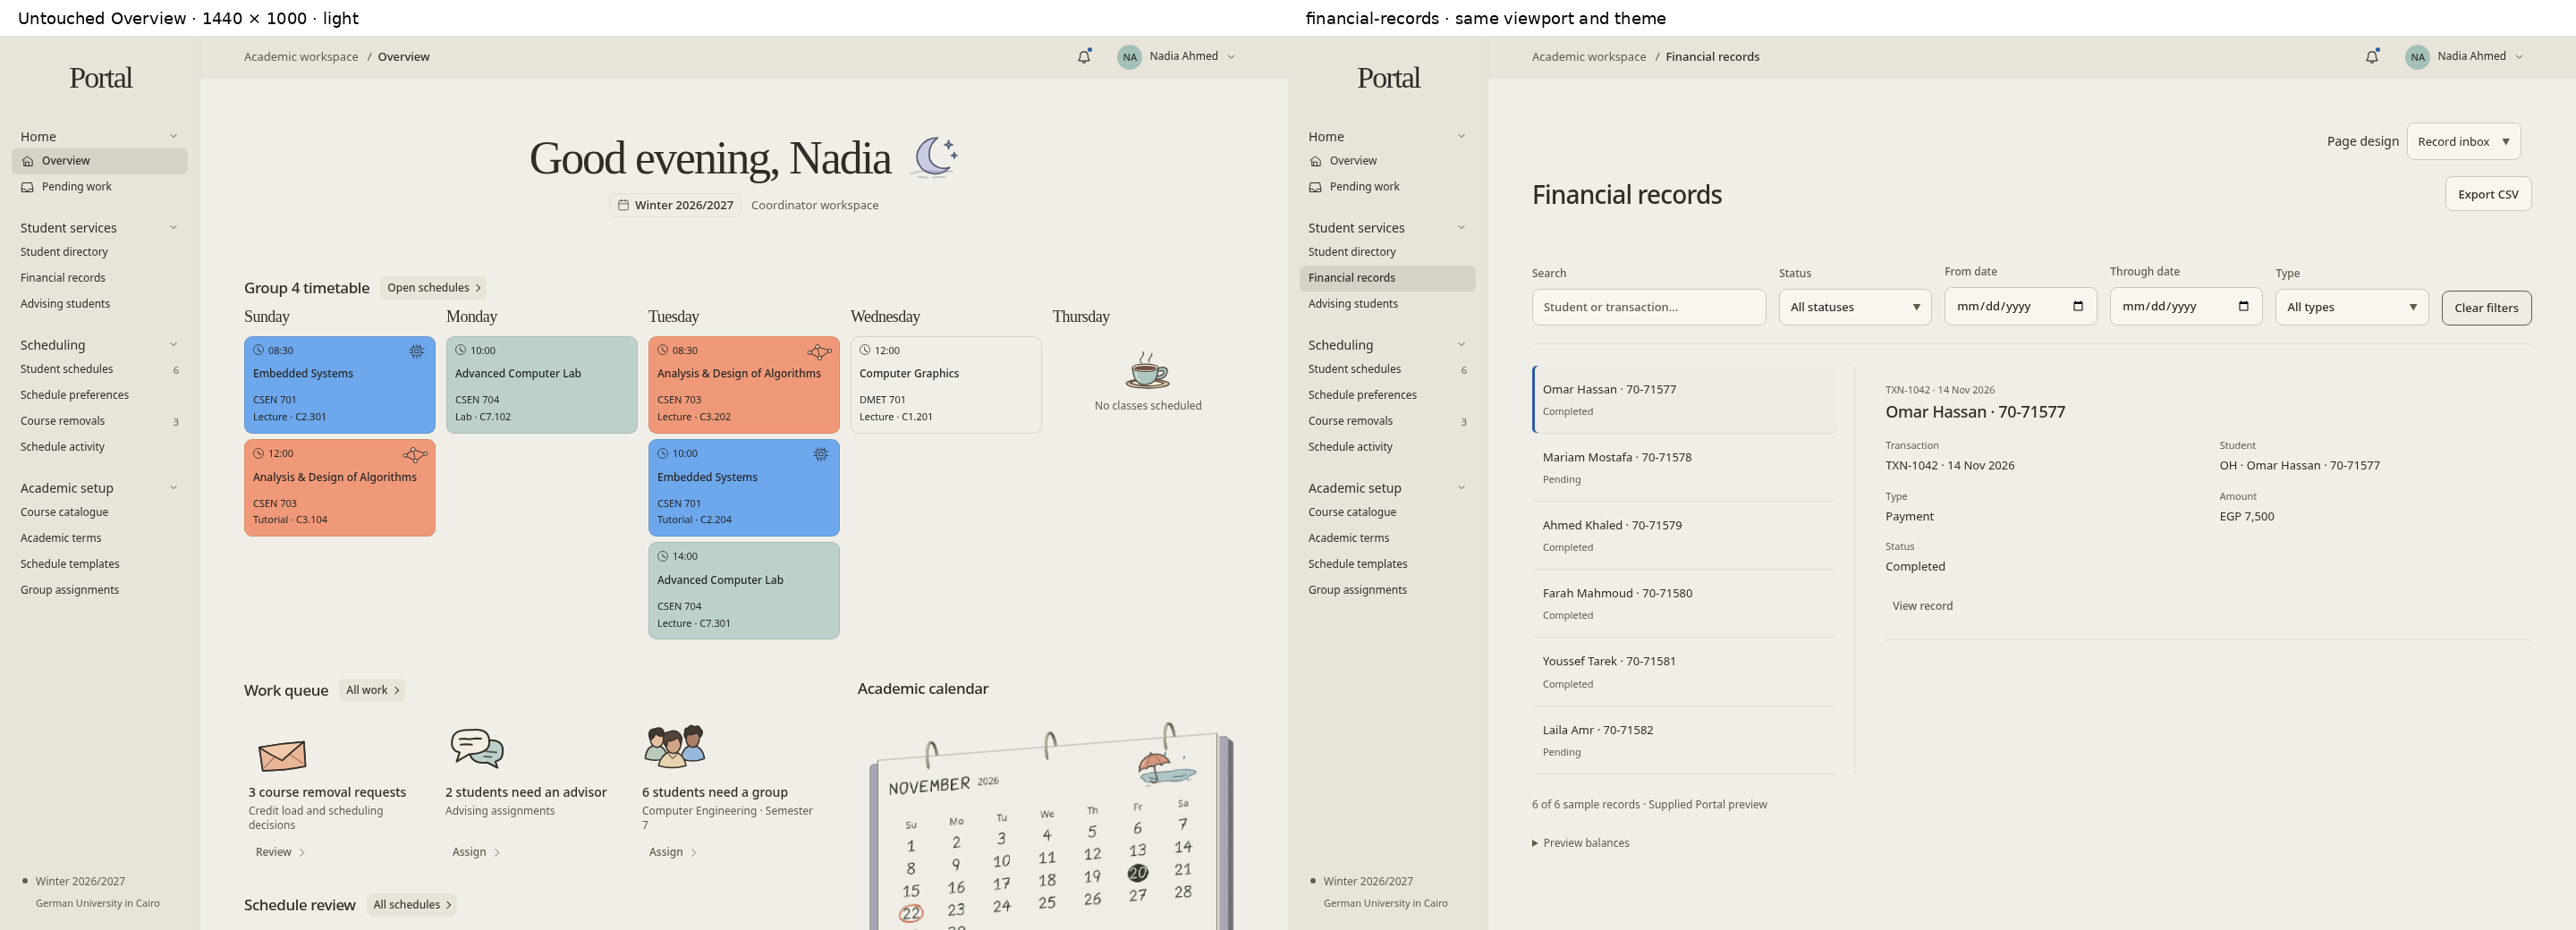 Untouched Overview · 1440 × 1000 · light
Portal
Home
Overview
Pending work
Student services
Student directory
Financial records
Advising students
Scheduling
Student schedules 6
Schedule preferences
Course removals 3
Schedule activity
Academic setup
Course catalogue
Academic terms
Schedule templates
Group assignments
Winter 2026/2027
German University in Cairo
Academic workspace / Overview
NA Nadia Ahmed
Good evening, Nadia
Winter 2026/2027 Coordinator workspace
Group 4 timetable Open schedules
Sunday
08:30
Embedded Systems
CSEN 701
Lecture · C2.301
12:00
Analysis & Design of Algorithms
CSEN 703
Tutorial · C3.104
Monday
10:00
Advanced Computer Lab
CSEN 704
Lab · C7.102
Tuesday
08:30
Analysis & Design of Algorithms
CSEN 703
Lecture · C3.202
10:00
Embedded Systems
CSEN 701
Tutorial · C2.204
14:00
Advanced Computer Lab
CSEN 704
Lecture · C7.301
Wednesday
12:00
Computer Graphics
DMET 701
Lecture · C1.201
Thursday
No classes scheduled
Work queue All work
3 course removal requests
Credit load and scheduling
decisions
Review
2 students need an advisor
Advising assignments
Assign
6 students need a group
Computer Engineering · Semester
7
Assign
Schedule review All schedules
Academic calendar
NOVEMBER 2026
Su Mo Tu We Th Fr Sa
1 2 3 4 5 6 7
8 9 10 11 12 13 14
15 16 17 18 19 20 21
22 23 24 25 26 27 28
financial-records · same viewport and theme
Portal
Home
Overview
Pending work
Student services
Student directory
Financial records
Advising students
Scheduling
Student schedules 6
Schedule preferences
Course removals 3
Schedule activity
Academic setup
Course catalogue
Academic terms
Schedule templates
Group assignments
Winter 2026/2027
German University in Cairo
Academic workspace / Financial records
NA Nadia Ahmed
Page design Record inbox
Financial records
Export CSV
Search
Student or transaction...
Status
All statuses
From date
mm/dd/yyyy
Through date
mm/dd/yyyy
Type
All types
Clear filters
Omar Hassan · 70-71577
Completed
Mariam Mostafa · 70-71578
Pending
Ahmed Khaled · 70-71579
Completed
Farah Mahmoud · 70-71580
Completed
Youssef Tarek · 70-71581
Completed
Laila Amr · 70-71582
Pending
TXN-1042 · 14 Nov 2026
Omar Hassan · 70-71577
Transaction
TXN-1042 · 14 Nov 2026
Student
OH · Omar Hassan · 70-71577
Type
Payment
Amount
EGP 7,500
Status
Completed
View record
6 of 6 sample records · Supplied Portal preview
Preview balances